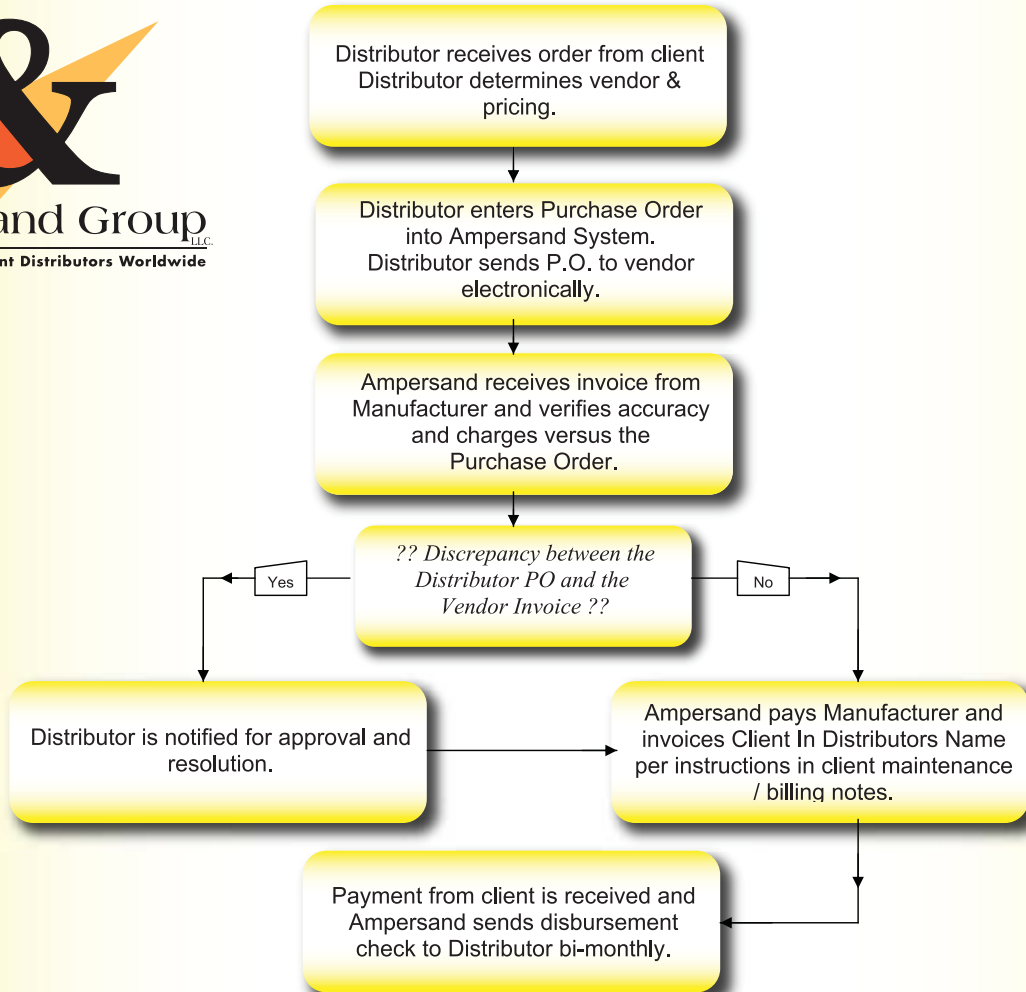 &
and Group
LLC.
nt Distributors Worldwide
Distributor receives order from client
Distributor determines vendor &
pricing.
Distributor enters Purchase Order
into Ampersand System.
Distributor sends P.O. to vendor
electronically.
Ampersand receives invoice from
Manufacturer and verifies accuracy
and charges versus the
Purchase Order.
?? Discrepancy between the
Distributor PO and the
Vendor Invoice ??
Yes
No
Distributor is notified for approval and
resolution.
Ampersand pays Manufacturer and
invoices Client In Distributors Name
per instructions in client maintenance
/ billing notes.
Payment from client is received and
Ampersand sends disbursement
check to Distributor bi-monthly.